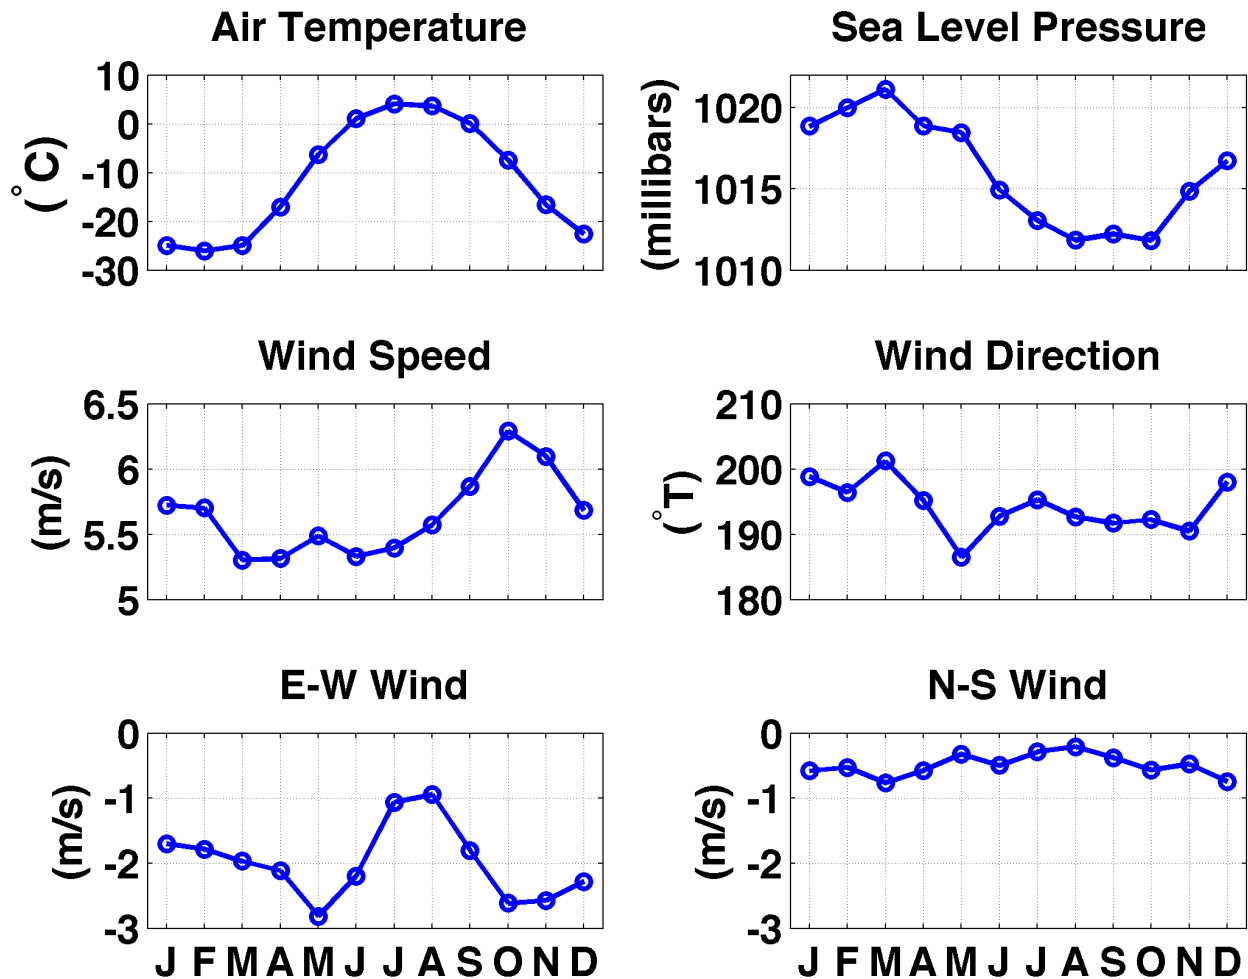 Air Temperature
10
0
-10
-20
-30
(°C)
Sea Level Pressure
1020
1015
1010
(millibars)
Wind Speed
6.5
6
5.5
5
(m/s)
Wind Direction
210
200
190
180
(°T)
E-W Wind
0
-1
-2
-3
(m/s)
J F M A M J J A S O N D
N-S Wind
0
-1
-2
-3
(m/s)
J F M A M J J A S O N D